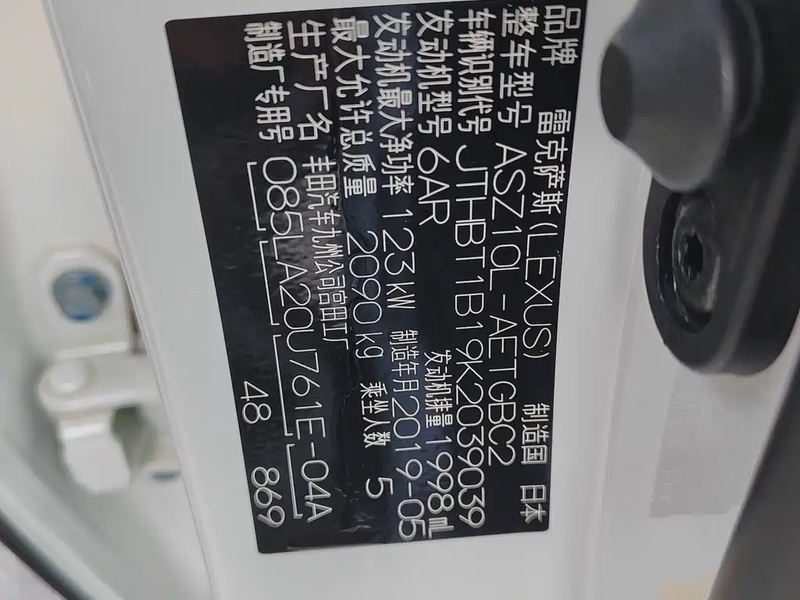 品牌 雷克萨斯(LEXUS) 制造国 日本
整车型号 ASZ10L-AETGBC2
车辆识别代号 JTHBT1B19K2039039
发动机型号 6AR 发动机排量 1998mL
发动机最大净功率 123kW 制造年月 2019-05
最大允许总质量 2090kg 乘坐人数 5
生产厂名 丰田汽车九州公司宫田工厂
制造厂专用号 085LA20U761E-04A
48 869